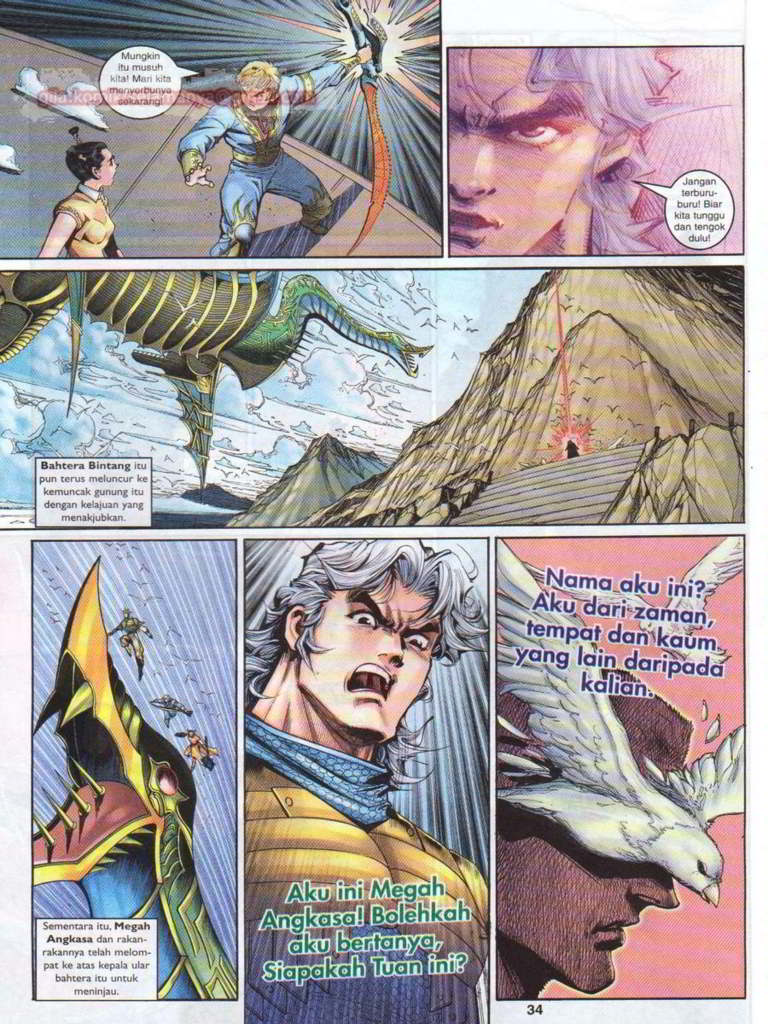 Mungkin
itu musuh
kita! Mari kita
menyerbunya
sekarang!
Jangan
terburu-
buru! Biar
kita tunggu
dan tengok
dulu!
Bahtera Bintang itu
pun terus meluncur ke
kemuncak gunung itu
dengan kelajuan yang
menakjubkan.
Sementara itu, Megah
Angkasa dan rakan-
rakannya telah melom-
pat ke atas kepala ular
bahtera itu untuk
meninjau.
Aku ini Megah
Angkasa! Bolehkah
aku bertanya,
Siapakah Tuan ini?
Nama aku ini?
Aku dari zaman,
tempat dan kaum
yang lain daripada
kalian.
34